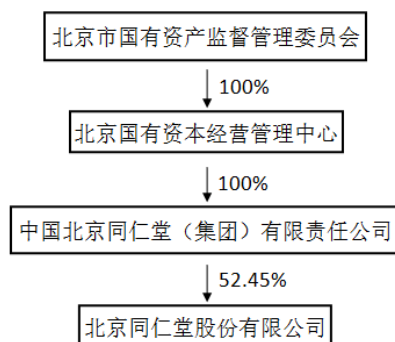 北京市国有资产监督管理委员会
100%
北京国有资本经营管理中心
100%
中国北京同仁堂（集团）有限责任公司
52.45%
北京同仁堂股份有限公司